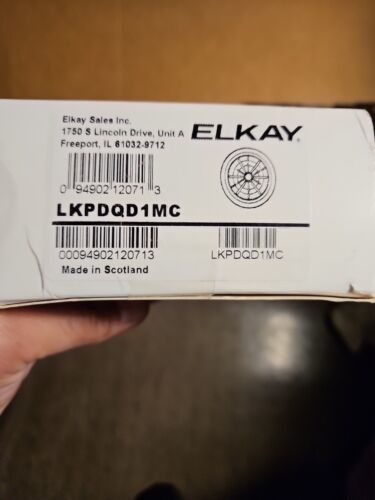 Elkay Sales Inc.
1750 S Lincoln Drive, Unit A
Freeport, IL 61032-9712
ELKAY
0 94902 12071 3
LKPDQD1MC
00094902120713
LKPDQD1MC
Made in Scotland